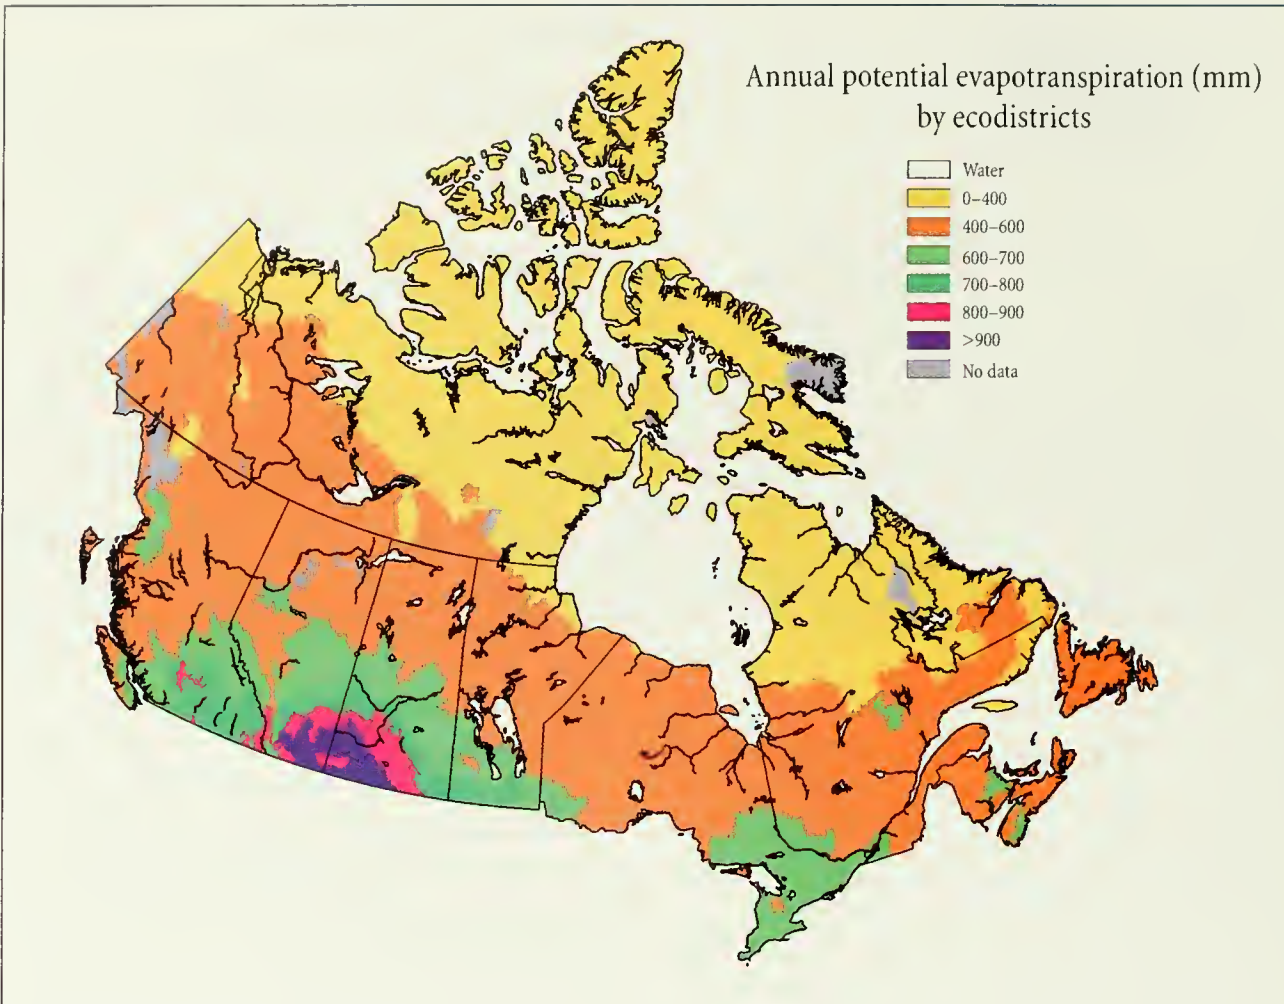 Annual potential evapotranspiration (mm)
by ecodistricts
Water
0–400
400–600
600–700
700–800
800–900
>900
No data